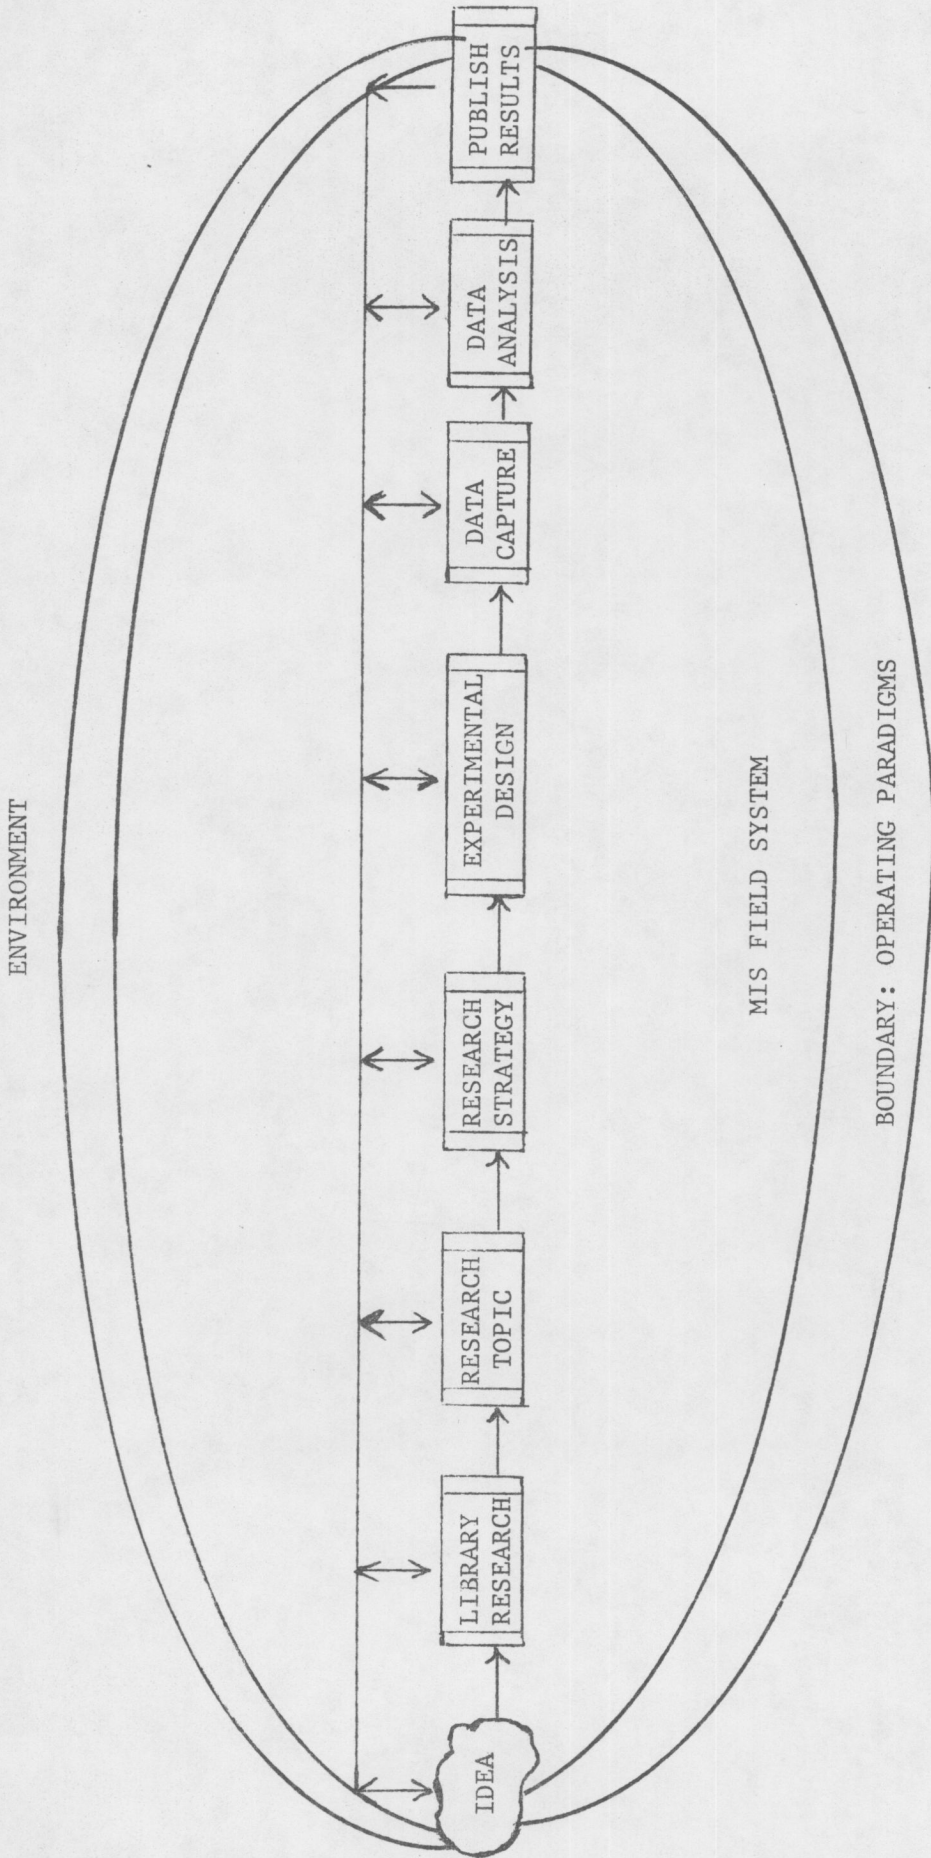 ENVIRONMENT
IDEA
LIBRARY
RESEARCH
RESEARCH
TOPIC
RESEARCH
STRATEGY
EXPERIMENTAL
DESIGN
DATA
CAPTURE
DATA
ANALYSIS
PUBLISH
RESULTS
MIS FIELD SYSTEM
BOUNDARY: OPERATING PARADIGMS